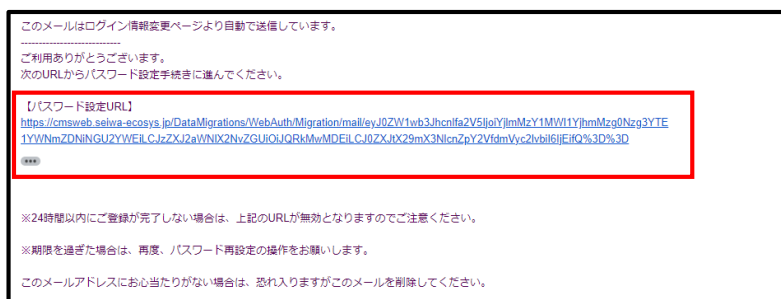 このメールはログイン情報変更ページより自動で送信しています。
----------------------------
ご利用ありがとうございます。
次のURLからパスワード設定手続きに進んでください。
【パスワード設定URL】
https://cmsweb.seiwa-ecosys.jp/DataMigrations/WebAuth/Migration/mail/eyJ0ZW1wb3Jhcnlfa2V5IjoiYjlmMzY1MWI1YjhmMzg0Nzg3YTE
1YWNmZDNiNGU2YWEiLCJzZXJ2aWNlX2NvZGUiOiJQRkMwMDEiLCJ0ZXJtX29mX3NlcnZpY2VfdmVyc2lvbiI6IjEifQ%3D%3D
※24時間以内にご登録が完了しない場合は、上記のURLが無効となりますのでご注意ください。
※期限を過ぎた場合は、再度、パスワード再設定の操作をお願いします。
このメールアドレスにお心当たりがない場合は、恐れ入りますがこのメールを削除してください。